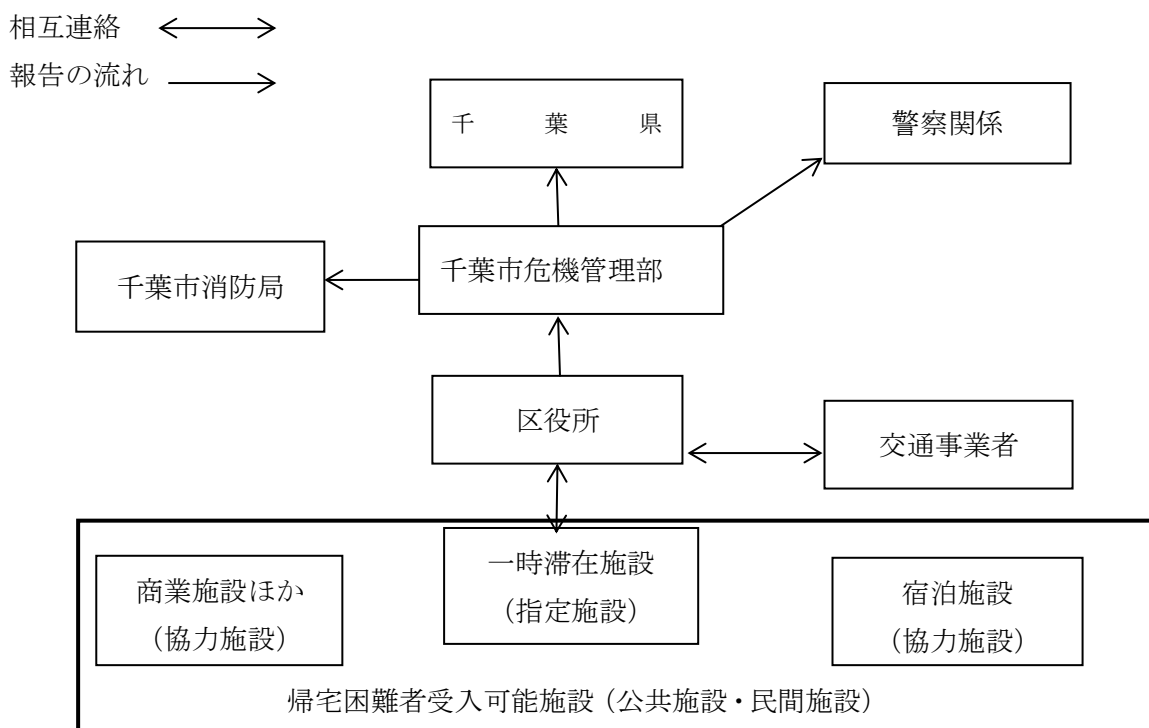 相互連絡
報告の流れ
千葉県
警察関係
千葉市消防局
千葉市危機管理部
区役所
交通事業者
商業施設ほか
（協力施設）
一時滞在施設
（指定施設）
宿泊施設
（協力施設）
帰宅困難者受入可能施設（公共施設・民間施設）